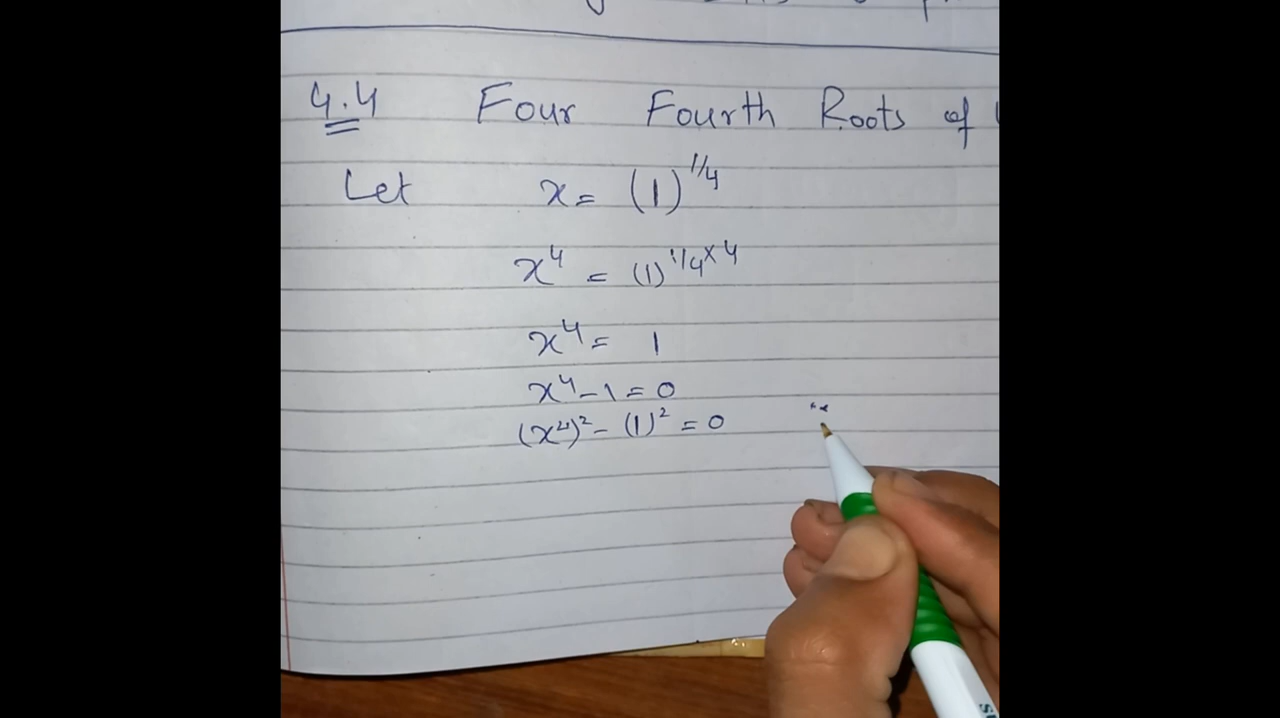 4.4 Four Fourth Roots of
Let x = (1)^{1/4}
x^4 = (1)^{1/4×4}
x^4 = 1
x^4 - 1 = 0
(x^4)^2 - (1)^2 = 0